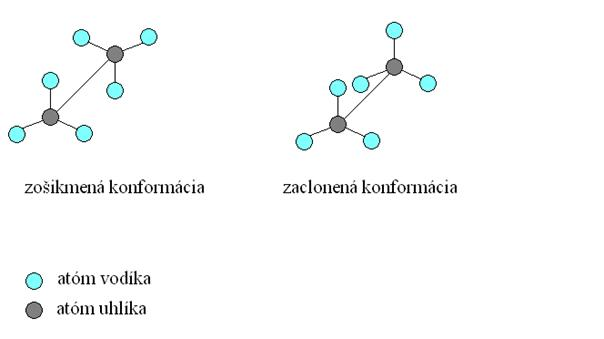 zošikmená konformácia
zaclonená konformácia
atóm vodíka
atóm uhlíka